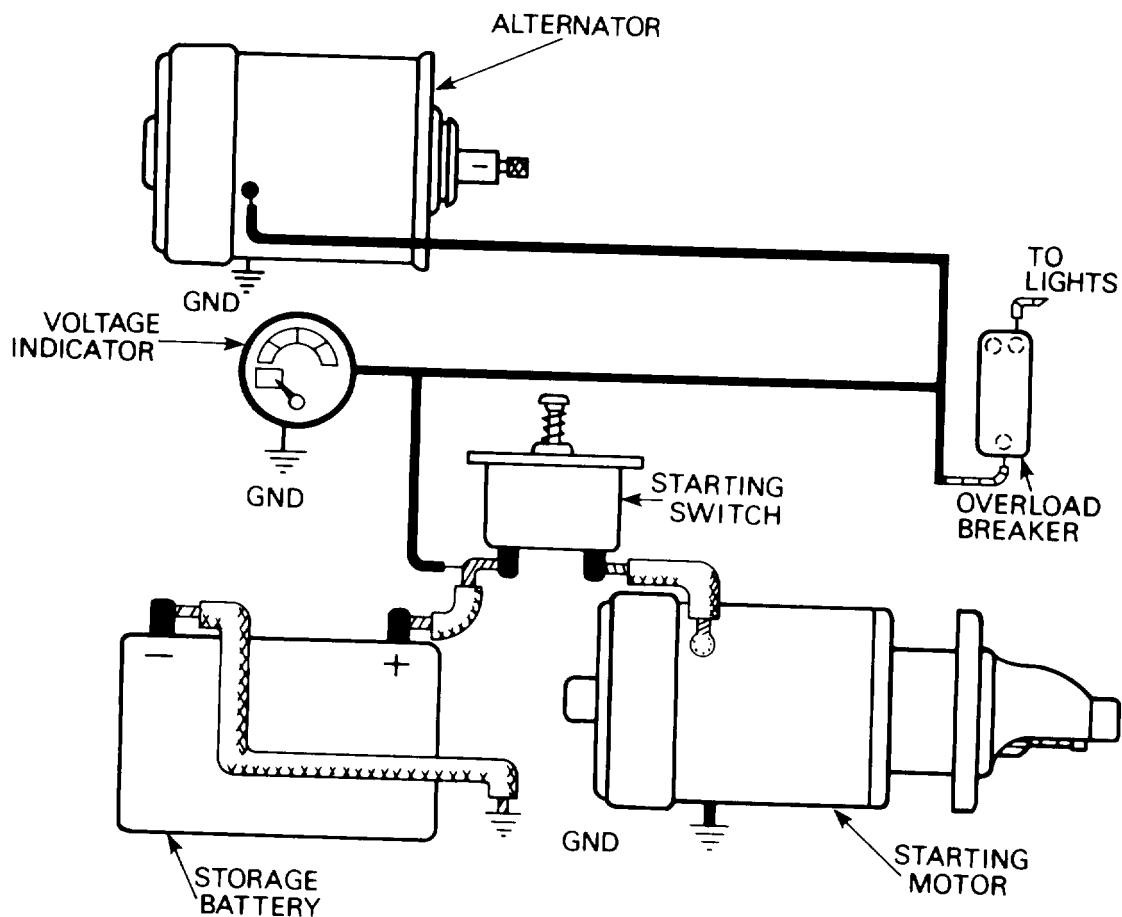 ALTERNATOR
TO
LIGHTS
GND
VOLTAGE
INDICATOR
GND
STARTING
SWITCH
OVERLOAD
BREAKER
−
+
GND
STARTING
MOTOR
STORAGE
BATTERY